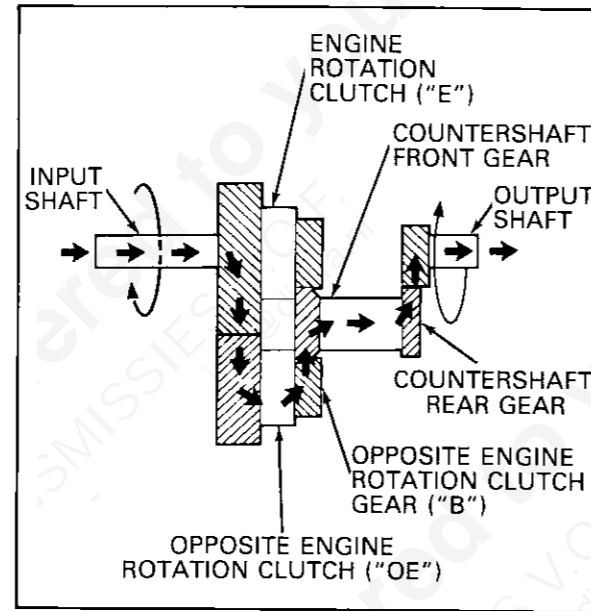 ENGINE
ROTATION
CLUTCH ("E")
COUNTERSHAFT
FRONT GEAR
INPUT
SHAFT
OUTPUT
SHAFT
COUNTERSHAFT
REAR GEAR
OPPOSITE ENGINE
ROTATION CLUTCH
GEAR ("B")
OPPOSITE ENGINE
ROTATION CLUTCH ("OE")